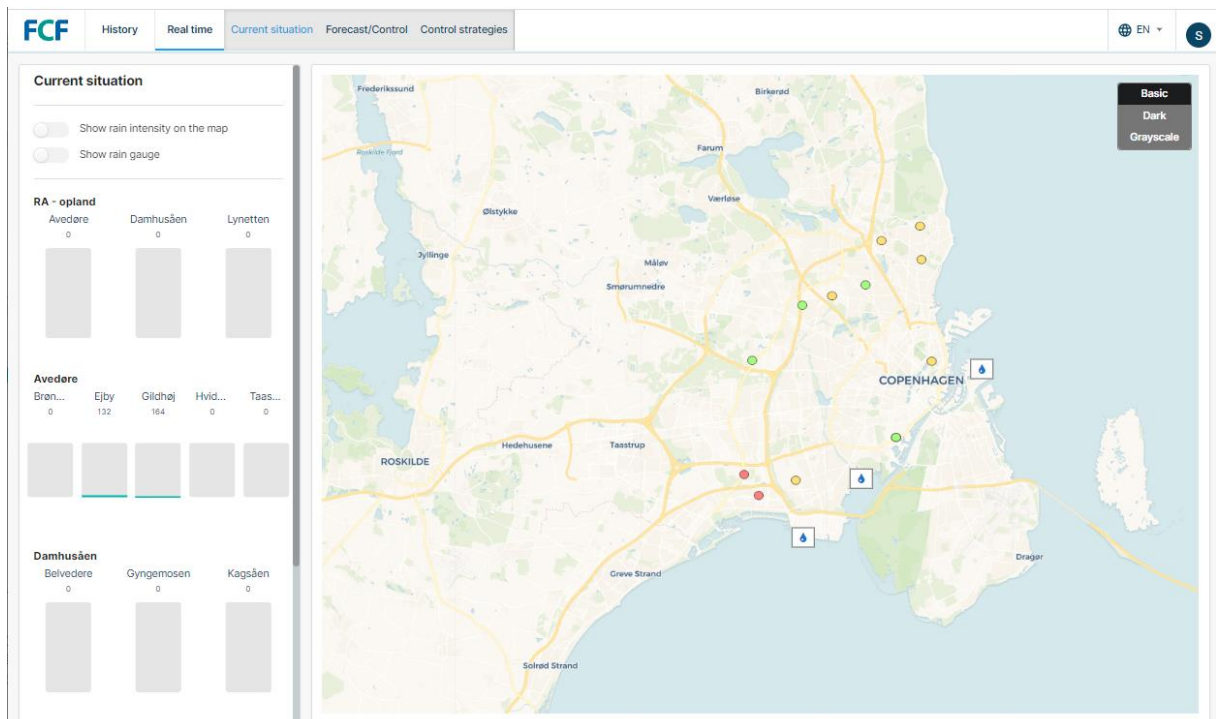 FCF History Real time Current situation Forecast/Control Control strategies EN S
Current situation
Show rain intensity on the map
Show rain gauge
RA - opland
Avedøre Damhusåen Lynetten
0 0 0
Avedøre
Brøn... Ejby Gildhøj Hvid... Taas...
0 132 164 0 0
Damhusåen
Belvedere Gyngemosen Kagsåen
0 0 0
Basic
Dark
Grayscale
Frederikssund
Birkerød
Roskilde Fjord
Farum
Værløse
Ølstykke
Jyllinge
Måløv
Smørumnedre
COPENHAGEN
Hedehusene
Taastrup
ROSKILDE
Dragør
Greve Strand
Solrød Strand